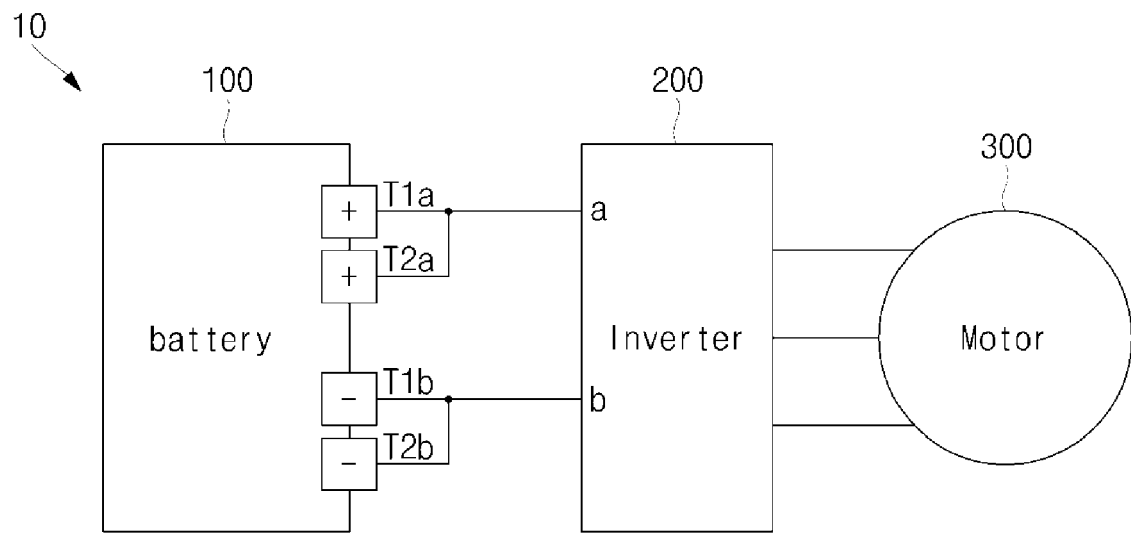 10
100
200
300
+
T1a
a
+
T2a
battery
Inverter
Motor
-
T1b
b
-
T2b